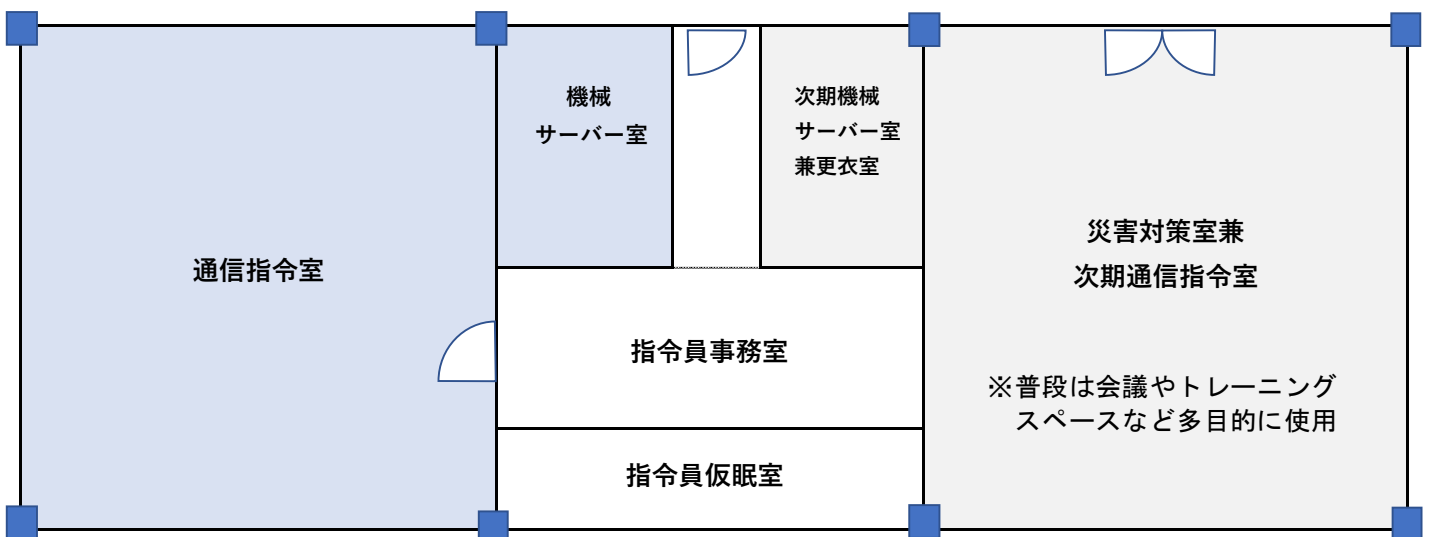 機械
サーバー室
次期機械
サーバー室
兼更衣室
通信指令室
災害対策室兼
次期通信指令室
指令員事務室
※普段は会議やトレーニング
スペースなど多目的に使用
指令員仮眠室